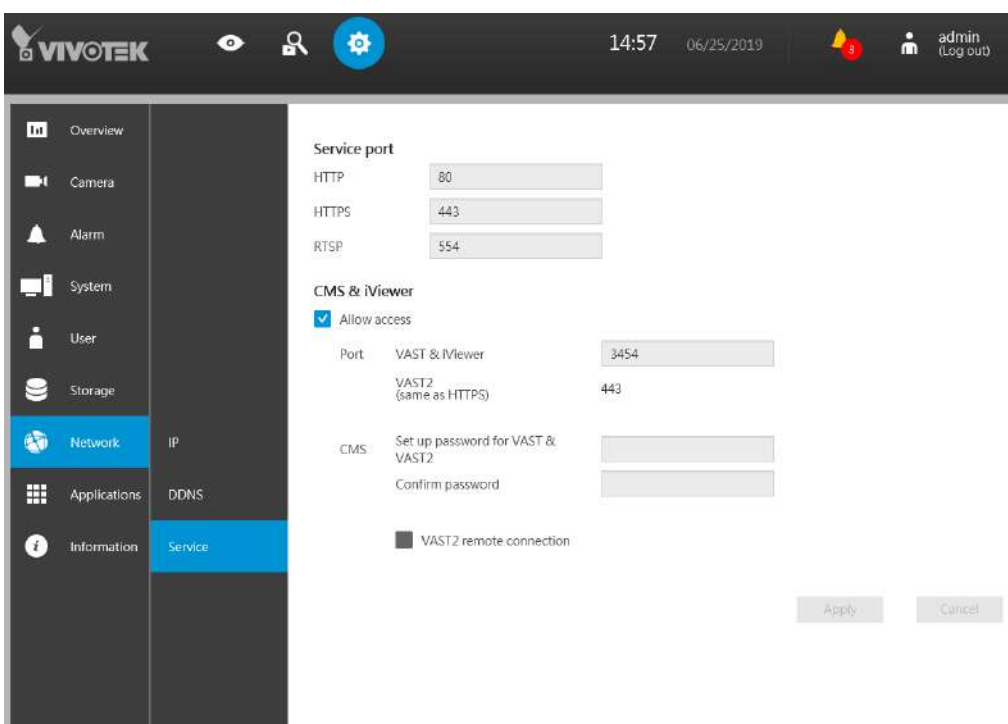 VIVOTEK
14:57 06/25/2019
3
admin
(Log out)
Overview
Camera
Alarm
System
User
Storage
Network
Applications
Information
IP
DDNS
Service
Service port
HTTP 80
HTTPS 443
RTSP 554
CMS & iViewer
Allow access
Port VAST & iViewer 3454
VAST2
(same as HTTPS) 443
CMS Set up password for VAST &
VAST2
Confirm password
VAST2 remote connection
Apply Cancel